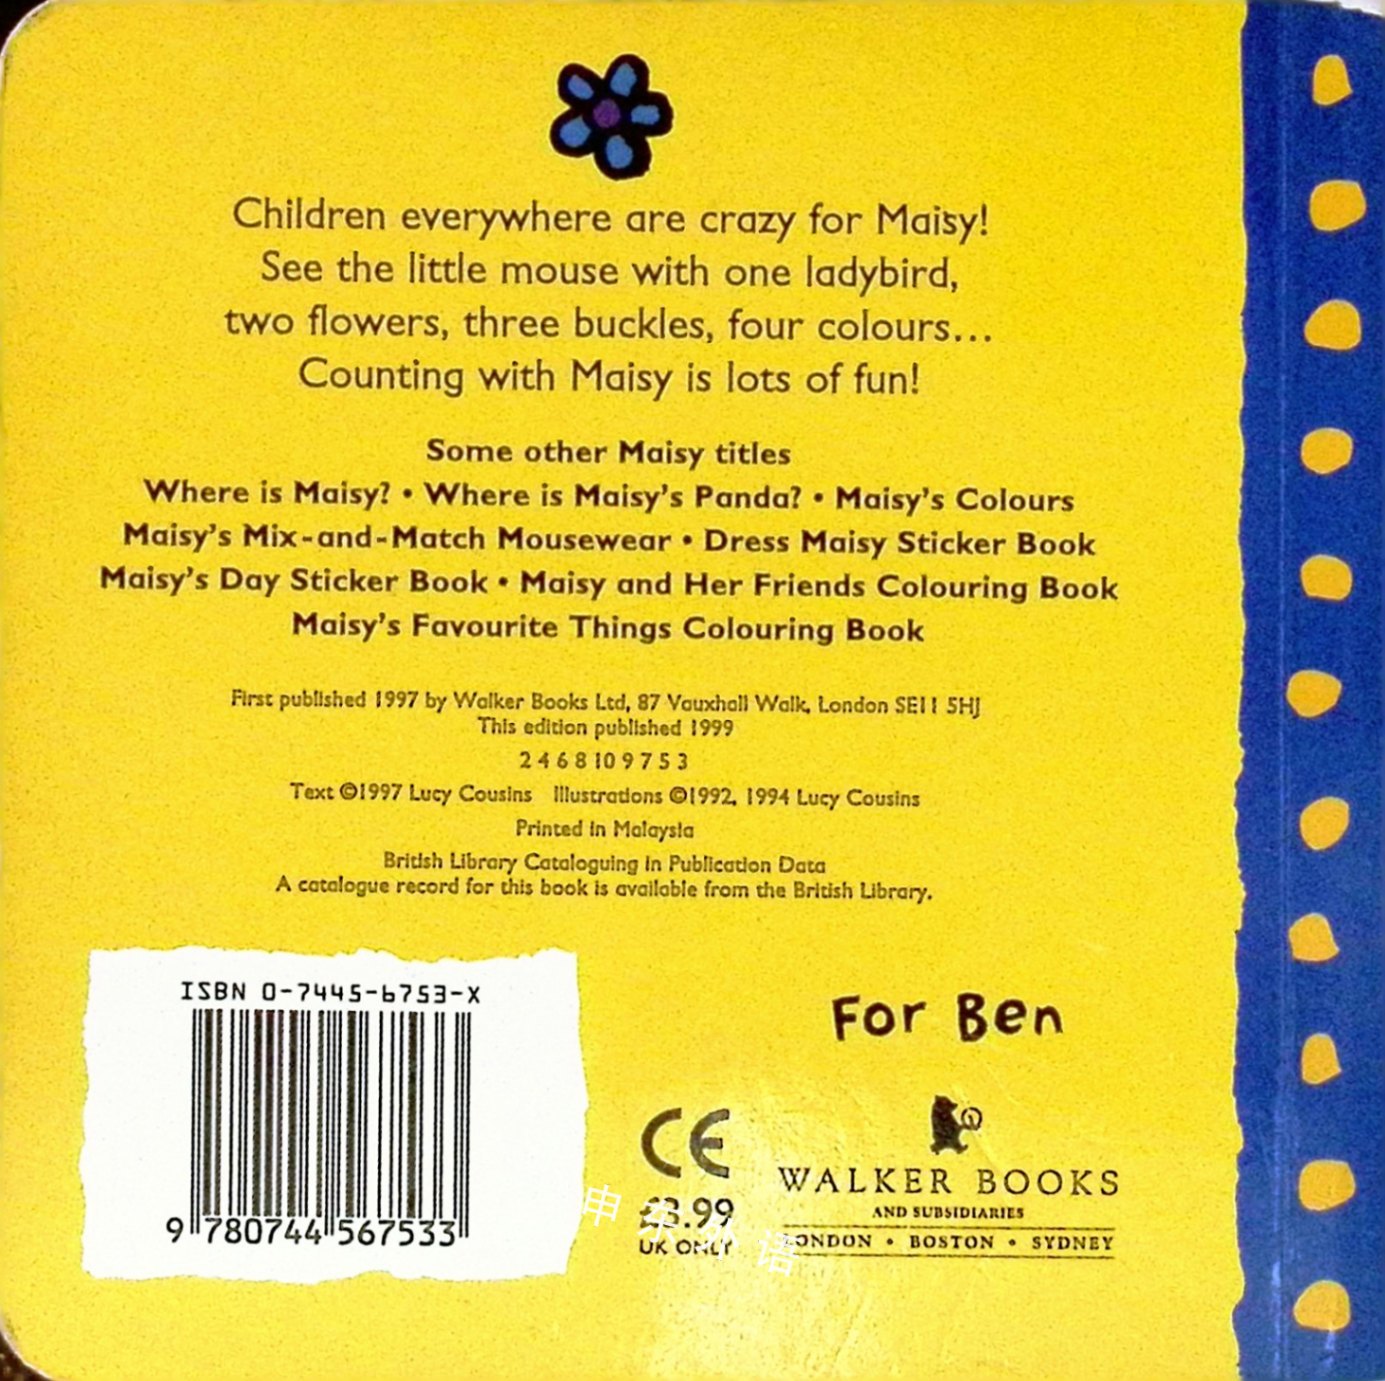 Children everywhere are crazy for Maisy!
See the little mouse with one ladybird,
two flowers, three buckles, four colours...
Counting with Maisy is lots of fun!
Some other Maisy titles
Where is Maisy? • Where is Maisy's Panda? • Maisy's Colours
Maisy's Mix-and-Match Mousewear • Dress Maisy Sticker Book
Maisy's Day Sticker Book • Maisy and Her Friends Colouring Book
Maisy's Favourite Things Colouring Book
First published 1997 by Walker Books Ltd, 87 Vauxhall Walk, London SE11 5HJ
This edition published 1999
2 4 6 8 10 9 7 5 3
Text ©1997 Lucy Cousins Illustrations ©1992, 1994 Lucy Cousins
Printed in Malaysia
British Library Cataloguing in Publication Data
A catalogue record for this book is available from the British Library.
ISBN 0-7445-6753-X
9 780744 567533
For Ben
CE
£3.99
UK ONLY
WALKER BOOKS
AND SUBSIDIARIES
LONDON • BOSTON • SYDNEY
申
外语